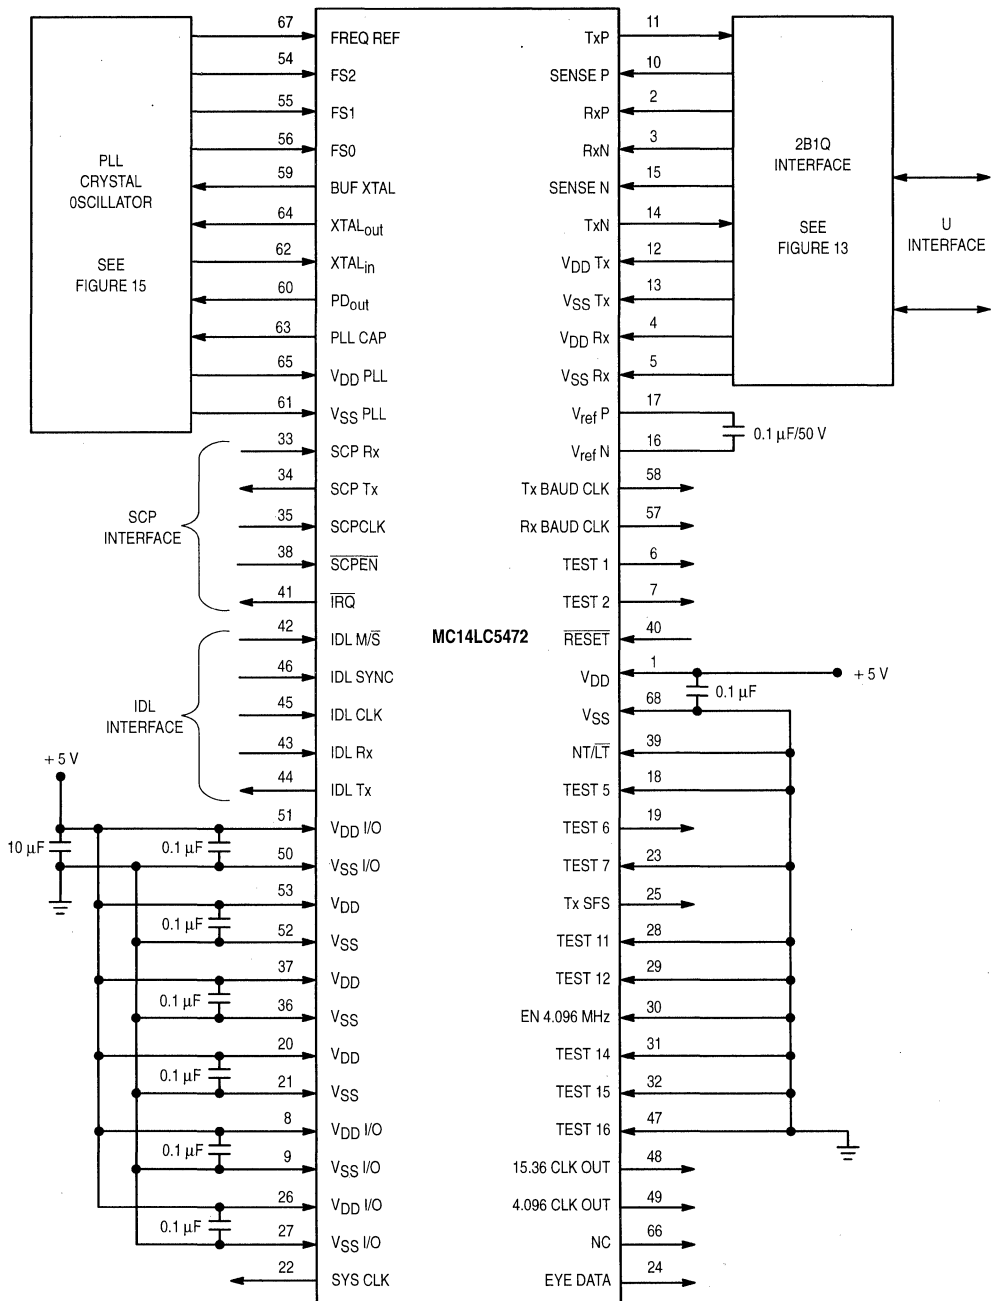 67 FREQ REF
54 FS2
55 FS1
56 FS0
59 BUF XTAL
64 XTALout
62 XTALin
60 PDout
63 PLL CAP
65 VDD PLL
61 VSS PLL
PLL
CRYSTAL
0SCILLATOR
SEE
FIGURE 15
33 SCP Rx
34 SCP Tx
35 SCPCLK
38 S̅C̅P̅E̅N̅
41 I̅R̅Q̅
SCP
INTERFACE
42 IDL M/S̅
46 IDL SYNC
45 IDL CLK
43 IDL Rx
44 IDL Tx
IDL
INTERFACE
+ 5 V
10 µF
51 VDD I/O
0.1 µF
50 VSS I/O
53 VDD
0.1 µF
52 VSS
37 VDD
0.1 µF
36 VSS
20 VDD
0.1 µF
21 VSS
8 VDD I/O
0.1 µF
9 VSS I/O
26 VDD I/O
0.1 µF
27 VSS I/O
22 SYS CLK
MC14LC5472
TxP 11
SENSE P 10
RxP 2
RxN 3
SENSE N 15
TxN 14
VDD Tx 12
VSS Tx 13
VDD Rx 4
VSS Rx 5
2B1Q
INTERFACE
SEE
FIGURE 13
U
INTERFACE
Vref P 17
0.1 µF/50 V
Vref N 16
Tx BAUD CLK 58
Rx BAUD CLK 57
TEST 1 6
TEST 2 7
R̅E̅S̅E̅T̅ 40
VDD 1
+ 5 V
0.1 µF
VSS 68
NT/L̅T̅ 39
TEST 5 18
TEST 6 19
TEST 7 23
Tx SFS 25
TEST 11 28
TEST 12 29
EN 4.096 MHz 30
TEST 14 31
TEST 15 32
TEST 16 47
15.36 CLK OUT 48
4.096 CLK OUT 49
NC 66
EYE DATA 24